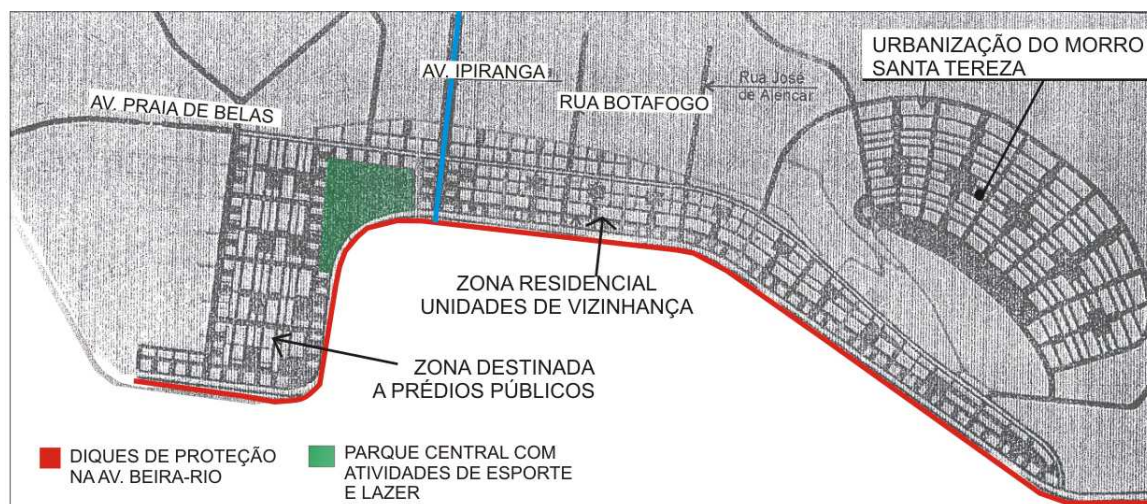 URBANIZAÇÃO DO MORRO
SANTA TEREZA
AV. IPIRANGA
Rua José
de Alencar
RUA BOTAFOGO
AV. PRAIA DE BELAS
ZONA RESIDENCIAL
UNIDADES DE VIZINHANÇA
ZONA DESTINADA
A PRÉDIOS PÚBLICOS
DIQUES DE PROTEÇÃO
NA AV. BEIRA-RIO
PARQUE CENTRAL COM
ATIVIDADES DE ESPORTE
E LAZER